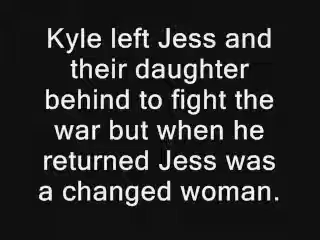 Kyle left Jess and
their daughter
behind to fight the
war but when he
returned Jess was
a changed woman.